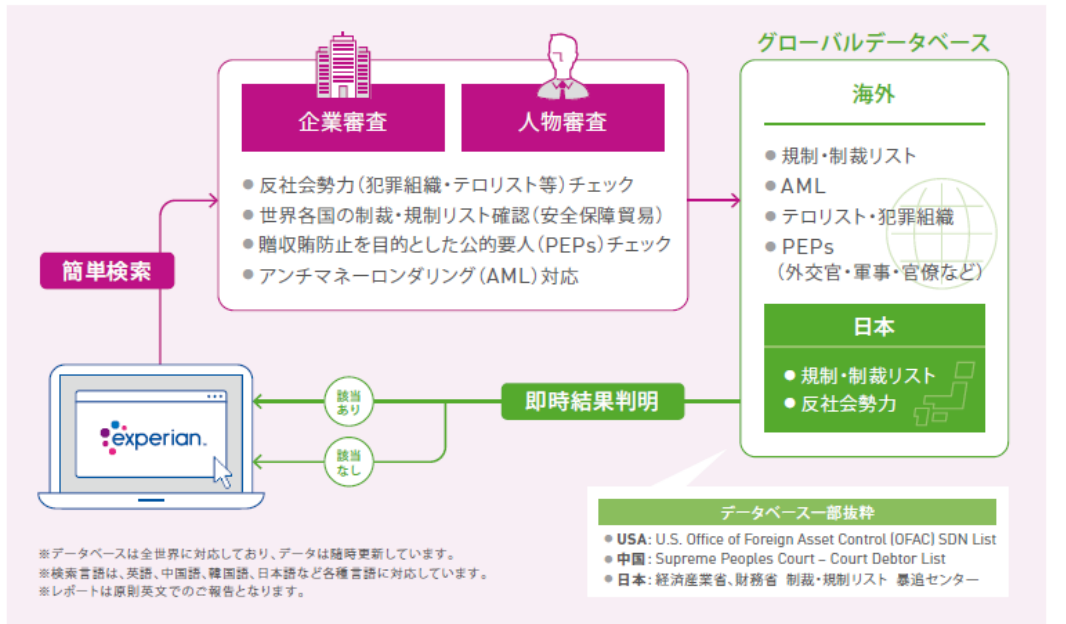 グローバルデータベース
企業審査
人物審査
● 反社会勢力（犯罪組織・テロリスト等）チェック
● 世界各国の制裁・規制リスト確認（安全保障貿易）
● 贈収賄防止を目的とした公的要人（PEPs）チェック
● アンチマネーロンダリング（AML）対応
簡単検索
海外
● 規制・制裁リスト
● AML
● テロリスト・犯罪組織
● PEPs
（外交官・軍事・官僚など）
日本
● 規制・制裁リスト
● 反社会勢力
即時結果判明
該当
あり
該当
なし
experian™
データベース一部抜粋
● USA: U.S. Office of Foreign Asset Control (OFAC) SDN List
● 中国: Supreme Peoples Court – Court Debtor List
● 日本: 経済産業省、財務省 制裁・規制リスト 暴追センター
※データベースは全世界に対応しており、データは随時更新しています。
※検索言語は、英語、中国語、韓国語、日本語など各種言語に対応しています。
※レポートは原則英文でのご報告となります。